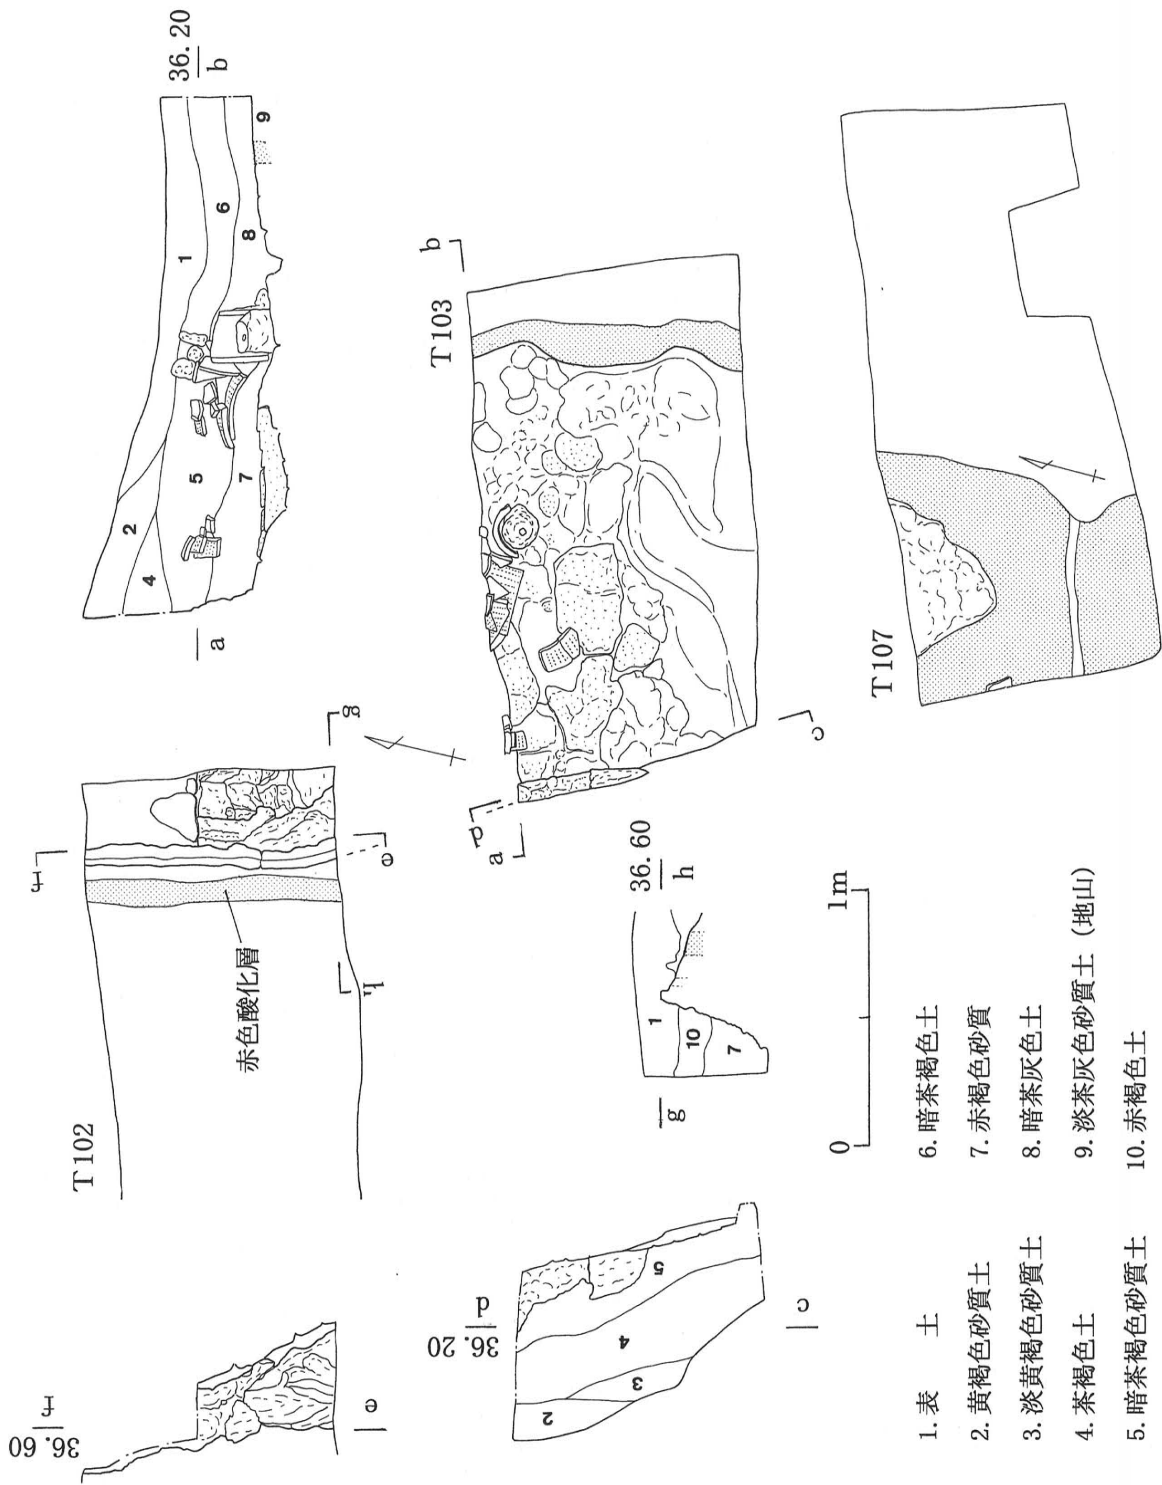 36.60
f
e
T102
赤色酸化層
f
e
g
h
36.20
a
b
1
2
4
5
6
7
8
9
36.20
d
c
2
3
4
5
36.60
g
h
1
10
7
T103
a
b
c
d
T107
0
1m
1. 表　土
2. 黄褐色砂質土
3. 淡黄褐色砂質土
4. 茶褐色土
5. 暗茶褐色砂質土
6. 暗茶褐色土
7. 赤褐色砂質
8. 暗茶灰色土
9. 淡茶灰色砂質土（地山）
10. 赤褐色土